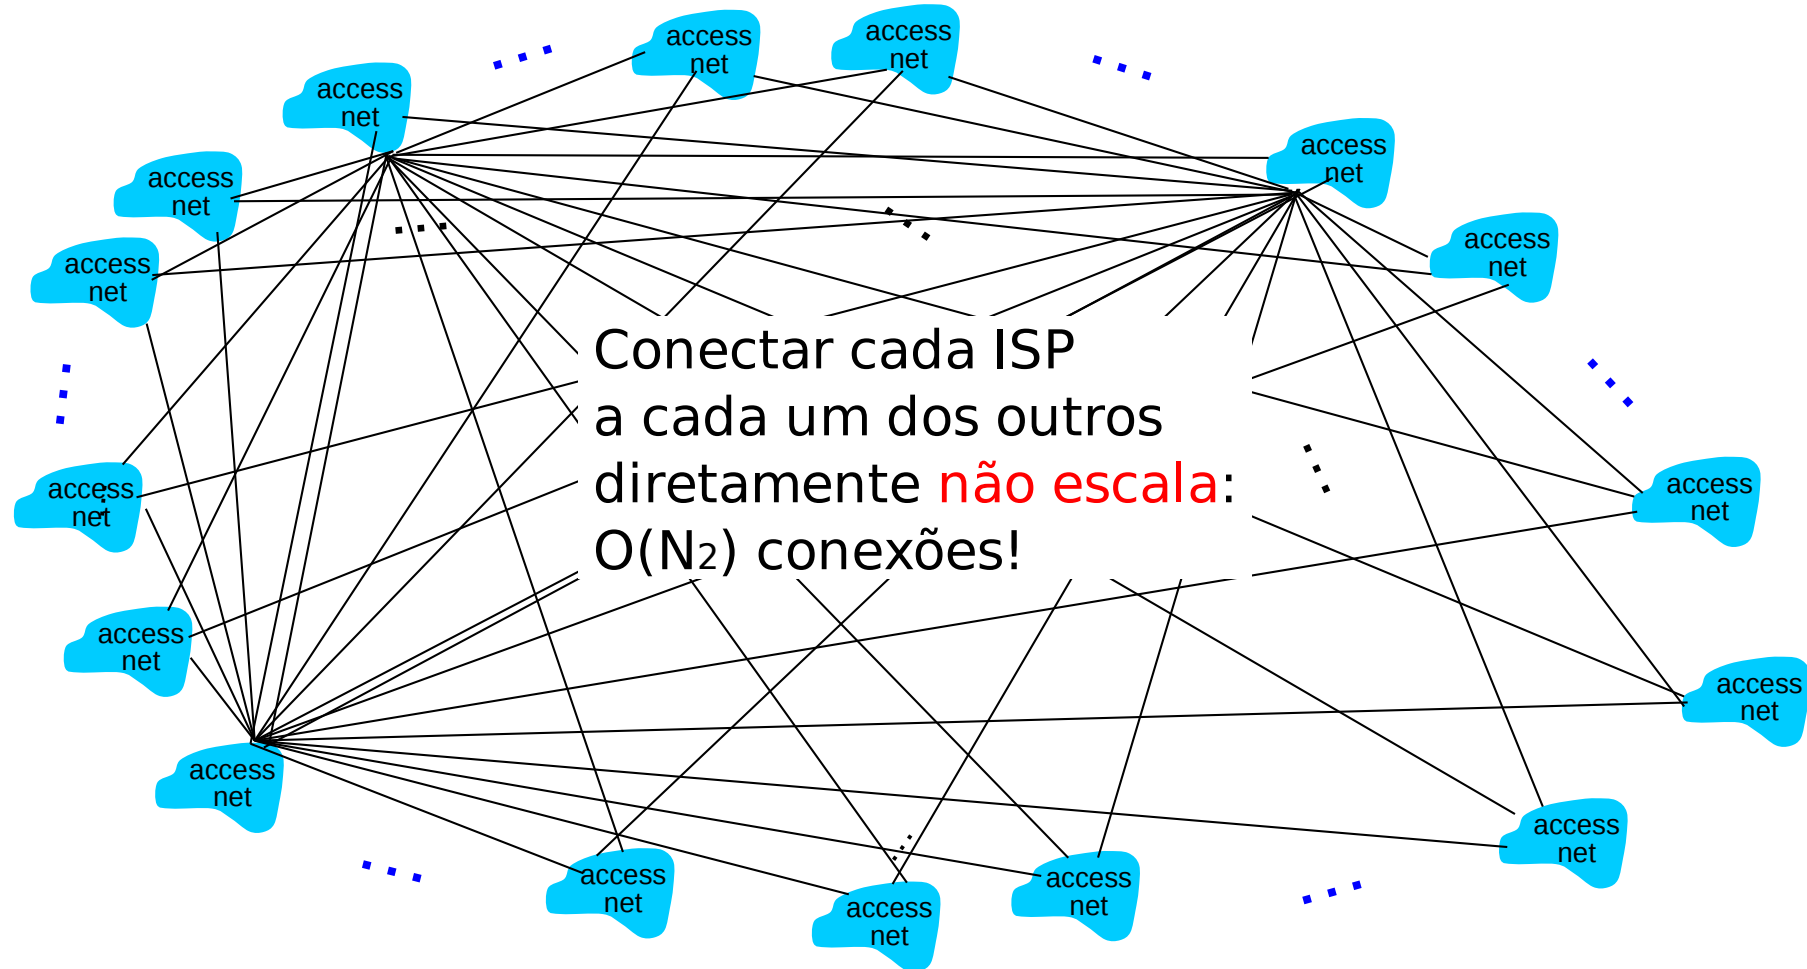 access
net
access
net
access
net
access
net
access
net
access
net
access
net
access
net
Conectar cada ISP
a cada um dos outros
diretamente não escala:
O(N2) conexões!
access
net
access
net
access
net
access
net
access
net
access
net
access
net
access
net
access
net